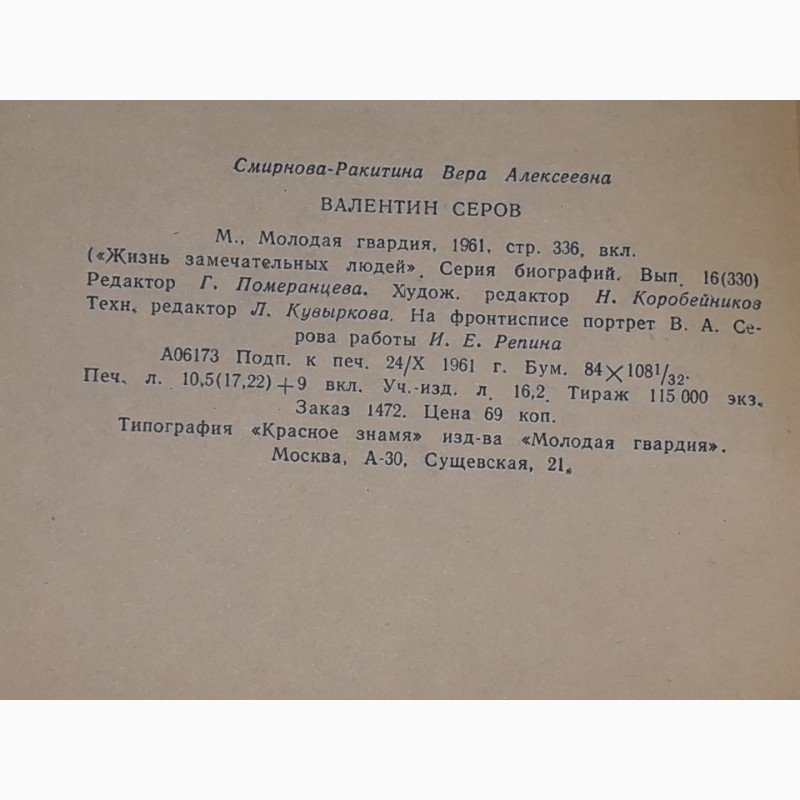 Смирнова-Ракитина Вера Алексеевна
ВАЛЕНТИН СЕРОВ
М., Молодая гвардия, 1961, стр. 336, вкл.
(«Жизнь замечательных людей». Серия биографий. Вып. 16(330)
Редактор Г. Померанцева. Худож. редактор Н. Коробейников
Техн. редактор Л. Кувыркова. На фронтисписе портрет В. А. Се-
рова работы И. Е. Репина
А06173 Подп. к печ. 24/X 1961 г. Бум. 84×108¹/₃₂.
Печ. л. 10,5(17,22)+9 вкл. Уч.-изд. л. 16,2. Тираж 115 000 экз.
Заказ 1472. Цена 69 коп.
Типография «Красное знамя» изд-ва «Молодая гвардия».
Москва, А-30, Сущевская, 21.